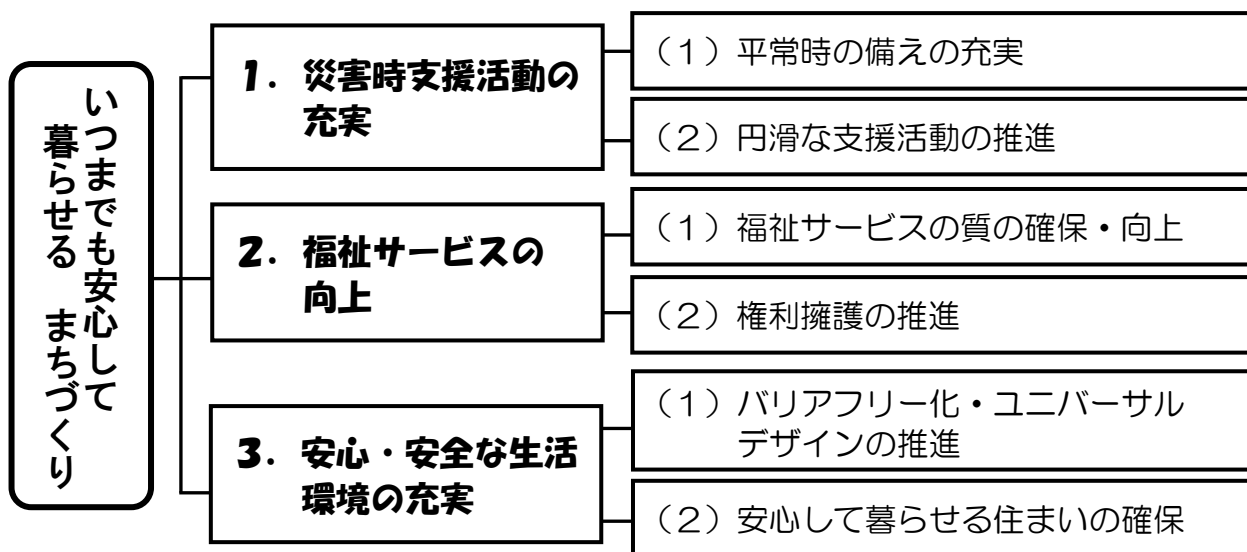 いつまでも安心して
暮らせる　まちづくり
1．災害時支援活動の
充実
（１）平常時の備えの充実
（２）円滑な支援活動の推進
2．福祉サービスの
向上
（１）福祉サービスの質の確保・向上
（２）権利擁護の推進
3．安心・安全な生活
環境の充実
（１）バリアフリー化・ユニバーサル
デザインの推進
（２）安心して暮らせる住まいの確保